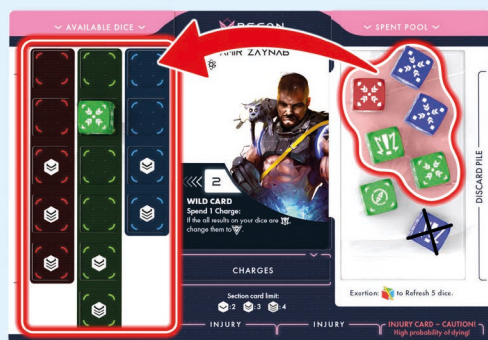 AVAILABLE DICE
RECON
SPENT POOL
AMIR ZAYNAB
2
WILD CARD
Spend 1 Charge:
If the all results on your dice are
change them to
CHARGES
Section card limit:
:2 :3 :4
DISCARD PILE
Exertion: to Refresh 5 dice.
INJURY
INJURY
INJURY CARD – CAUTION!
High probability of dying!